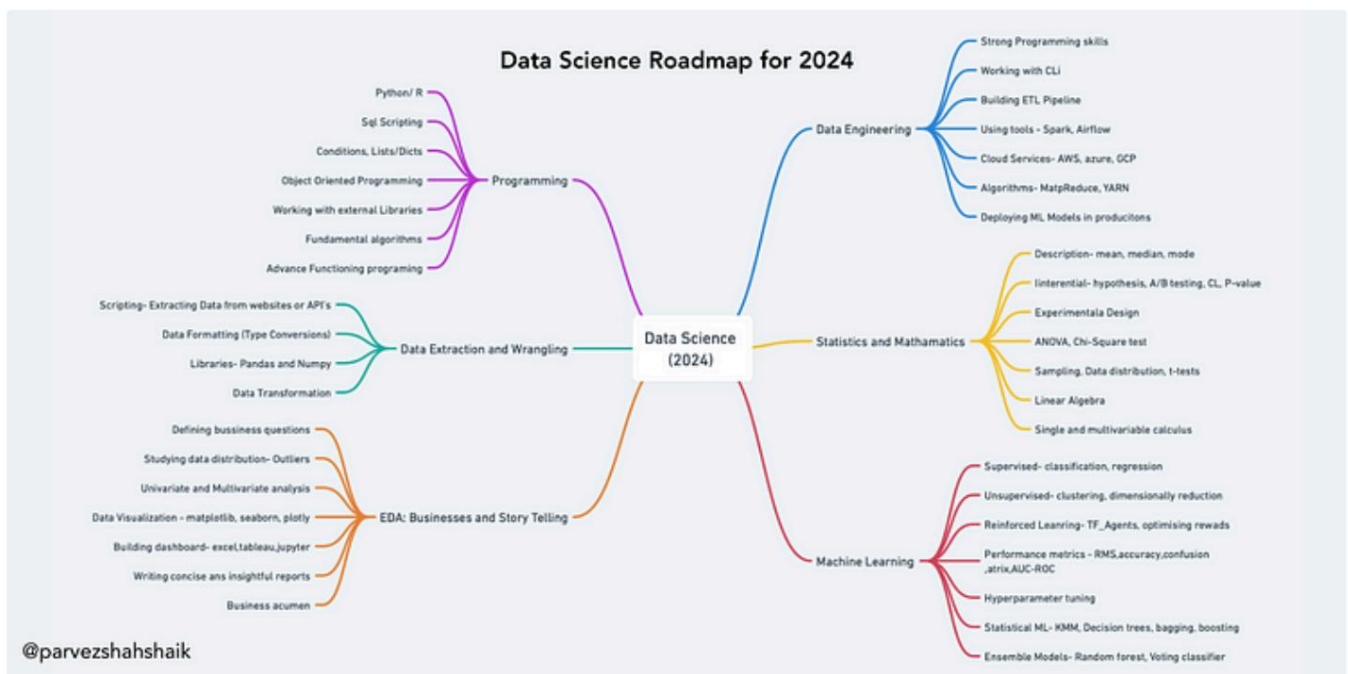 Data Science Roadmap for 2024
Python/ R
Sql Scripting
Conditions, Lists/Dicts
Object Oriented Programming
Working with external Libraries
Fundamental algorithms
Advance Functioning programing
Programming
Scripting- Extracting Data from websites or API's
Data Formatting (Type Conversions)
Libraries- Pandas and Numpy
Data Transformation
Data Extraction and Wrangling
Defining bussiness questions
Studying data distribution- Outliers
Univariate and Multivariate analysis
Data Visualization - matplotlib, seaborn, plotly
Building dashboard- excel,tableau,jupyter
Writing concise ans insightful reports
Business acumen
EDA: Businesses and Story Telling
Data Science
(2024)
Data Engineering
Strong Programming skills
Working with CLi
Building ETL Pipeline
Using tools - Spark, Airflow
Cloud Services- AWS, azure, GCP
Algorithms- MatpReduce, YARN
Deploying ML Models in producitons
Statistics and Mathamatics
Description- mean, median, mode
Iinterential- hypothesis, A/B testing, CL, P-value
Experimentala Design
ANOVA, Chi-Square test
Sampling, Data distribution, t-tests
Linear Algebra
Single and multivariable calculus
Machine Learning
Supervised- classification, regression
Unsupervised- clustering, dimensionally reduction
Reinforced Leanring- TF_Agents, optimising rewads
Performance metrics - RMS,accuracy,confusion
,atrix,AUC-ROC
Hyperparameter tuning
Statistical ML- KMM, Decision trees, bagging, boosting
Ensemble Models- Random forest, Voting classifier
@parvezshahshaik